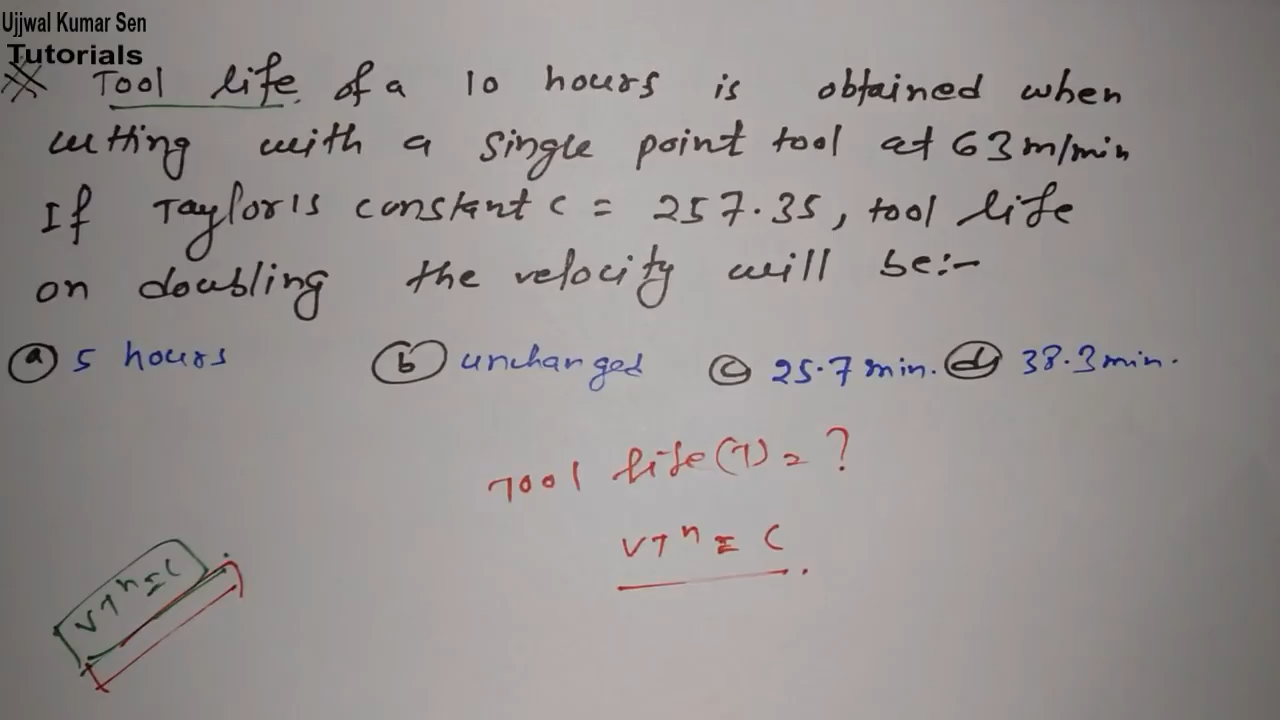 Ujjwal Kumar Sen
Tutorials
Tool life of a 10 hours is obtained when
cutting with a single point tool at 63 m/min
If Taylor's constant c = 257.35, tool life
on doubling the velocity will be:-
(a) 5 hours (b) unchanged (c) 25.7 min. (d) 38.3 min.
Tool life (T) = ?
VTⁿ = C
VTⁿ = C